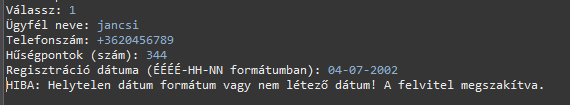 Válassz: 1
Ügyfél neve: jancsi
Telefonszám: +3620456789
Hűségpontok (szám): 344
Regisztráció dátuma (ÉÉÉÉ-HH-NN formátumban): 04-07-2002
HIBA: Helytelen dátum formátum vagy nem létező dátum! A felvitel megszakítva.